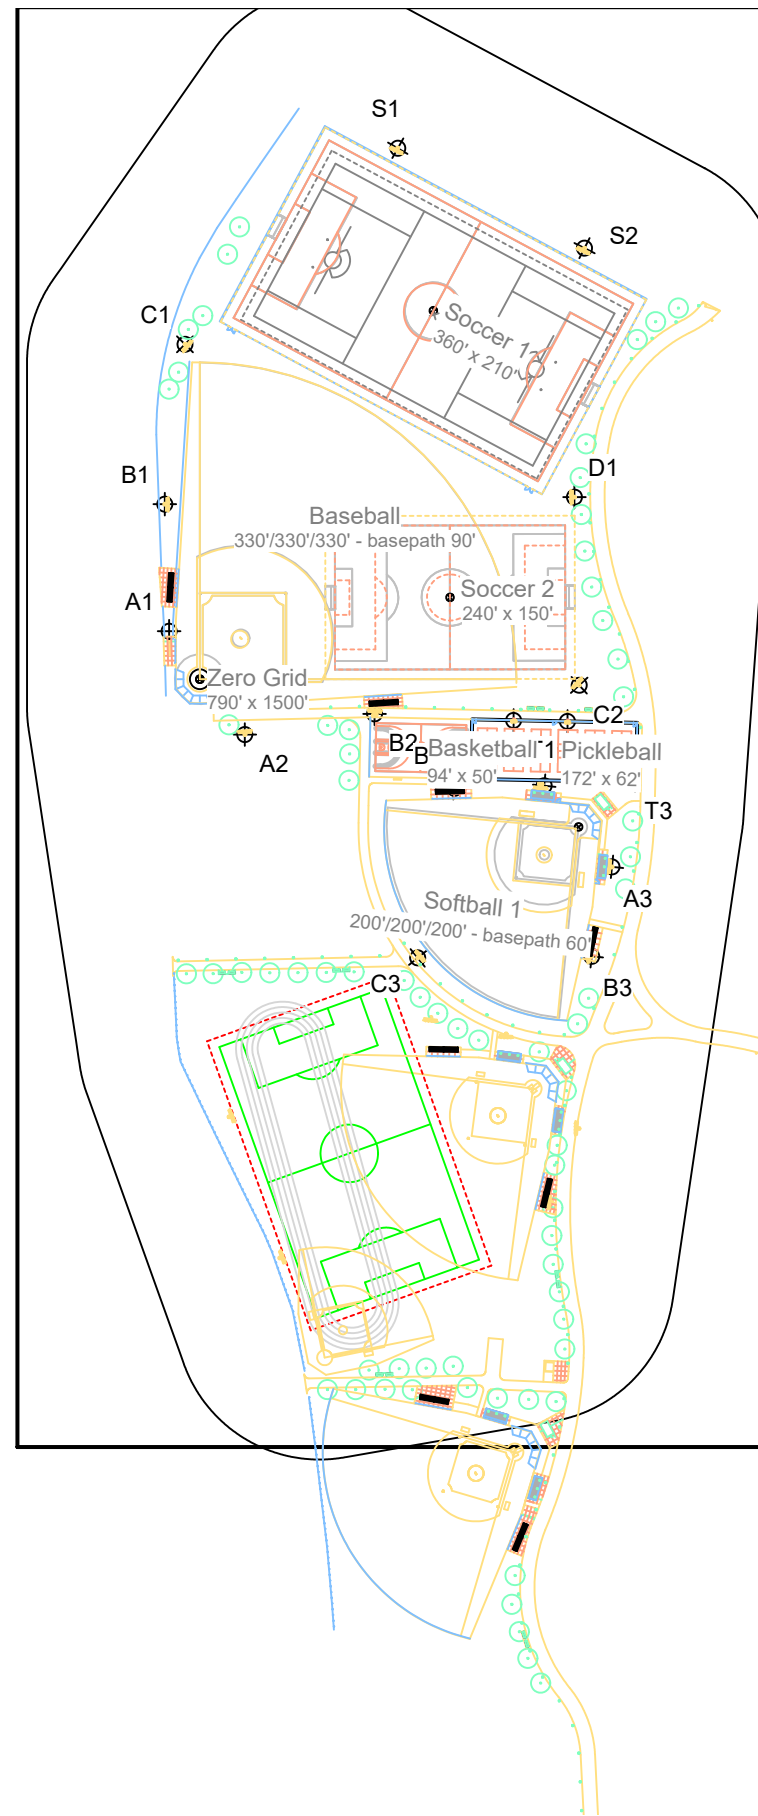 S1
S2
C1
Soccer 1
360' x 210'
B1
D1
Baseball
330'/330'/330' - basepath 90'
A1
Soccer 2
240' x 150'
Zero Grid
790' x 1500'
C2
A2
B2
Basketball 1
94' x 50'
Pickleball
172' x 62'
T3
A3
Softball 1
200'/200'/200' - basepath 60'
B3
C3